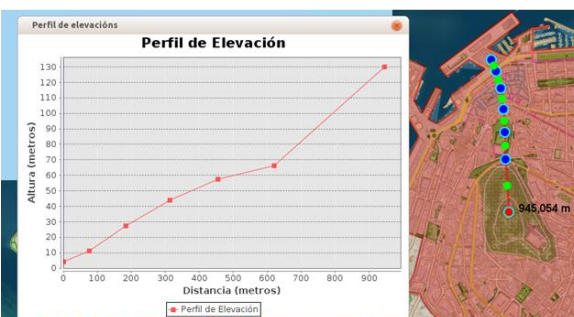 Perfil de elevacións
Perfil de Elevación
130
120
110
100
90
80
70
60
50
40
30
20
10
0
Altura (metros)
0 100 200 300 400 500 600 700 800 900
Distancia (metros)
Perfil de Elevación
945,054 m